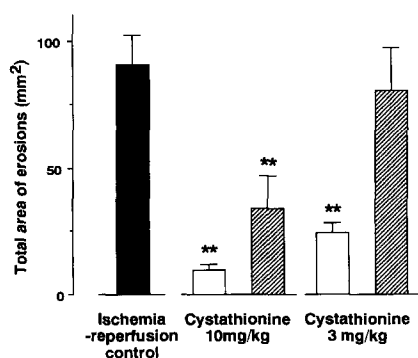 Total area of erosions (mm²)
100
50
0
**
**
**
Ischemia
-reperfusion
control
Cystathionine
10mg/kg
Cystathionine
3 mg/kg